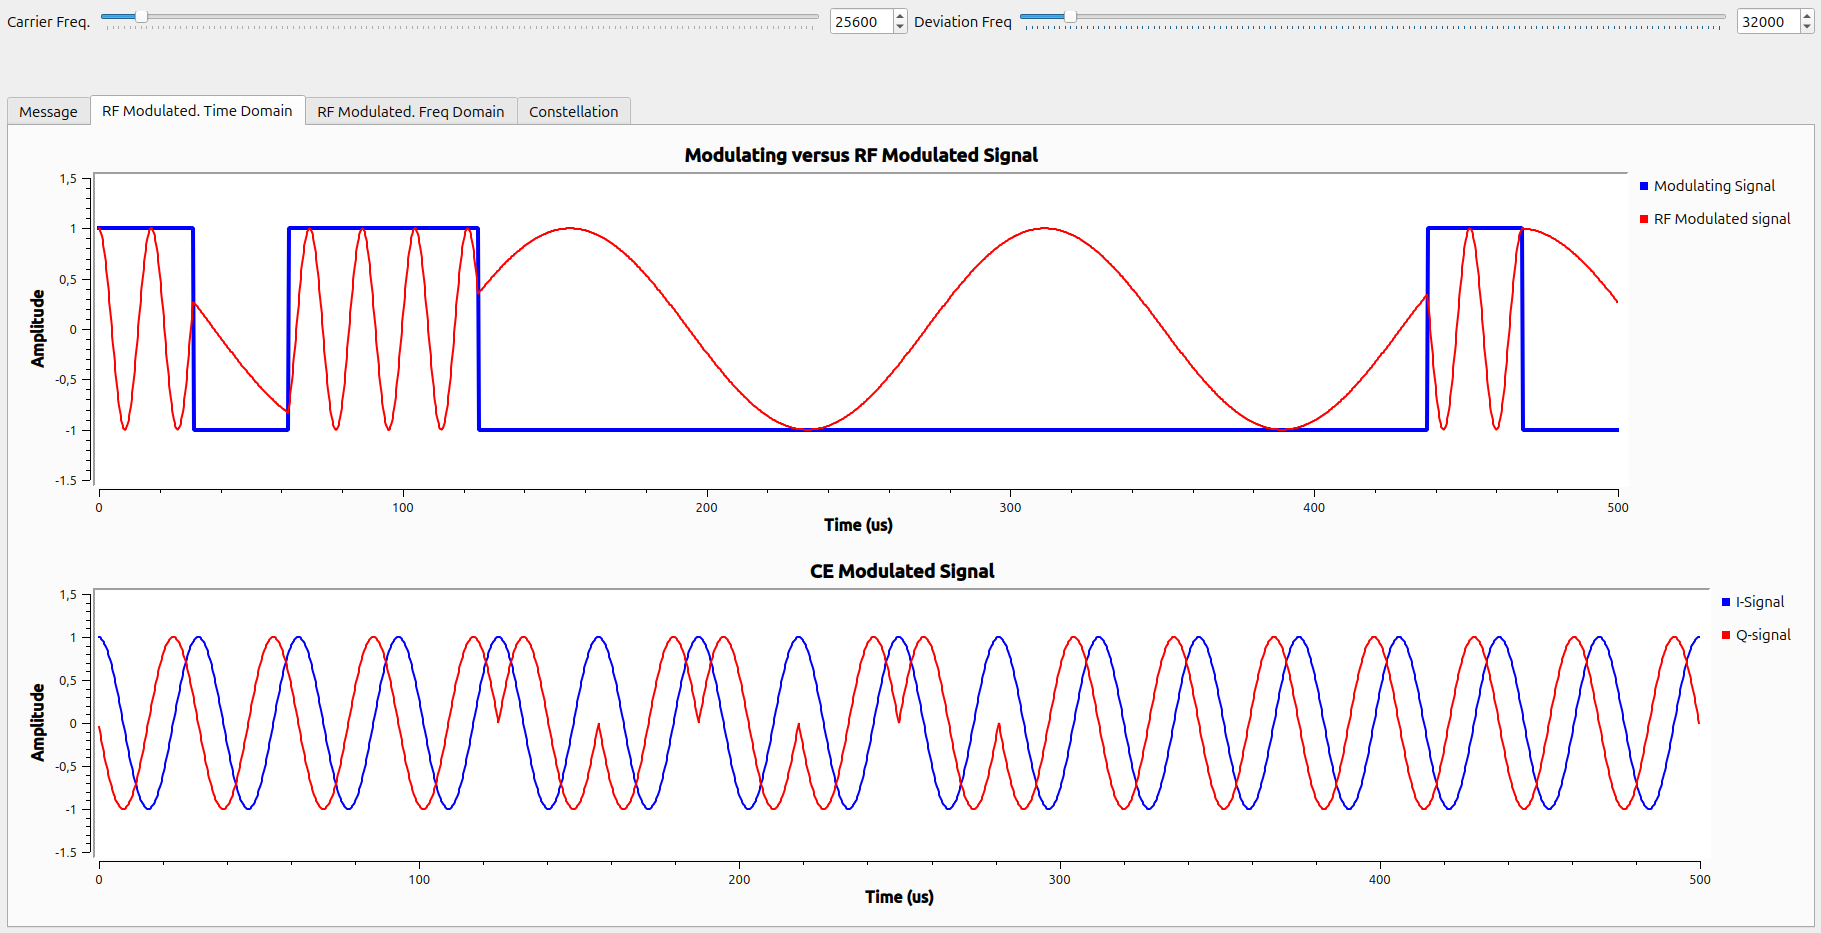 Carrier Freq. 25600 Deviation Freq 32000
Message RF Modulated. Time Domain RF Modulated. Freq Domain Constellation
Modulating versus RF Modulated Signal
1,5
1
0,5
0
-0,5
-1
-1.5
Amplitude
0 100 200 300 400 500
Time (us)
Modulating Signal
RF Modulated signal
CE Modulated Signal
1,5
1
0,5
0
-0,5
-1
-1.5
Amplitude
0 100 200 300 400 500
Time (us)
I-Signal
Q-signal